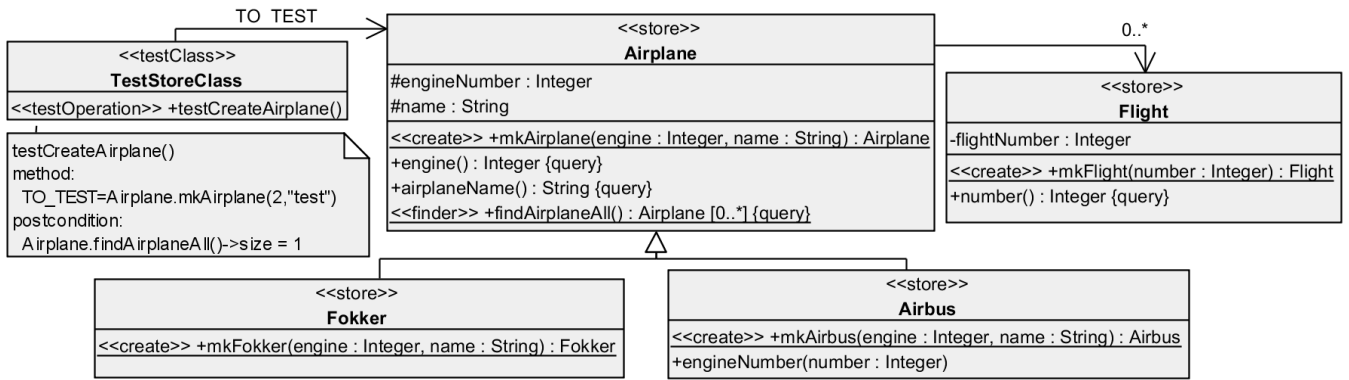 TO_TEST
<<testClass>>
TestStoreClass
<<testOperation>> +testCreateAirplane()
testCreateAirplane()
method:
TO_TEST=Airplane.mkAirplane(2,"test")
postcondition:
Airplane.findAirplaneAll()->size = 1
<<store>>
Airplane
#engineNumber : Integer
#name : String
<<create>> +mkAirplane(engine : Integer, name : String) : Airplane
+engine() : Integer {query}
+airplaneName() : String {query}
<<finder>> +findAirplaneAll() : Airplane [0..*] {query}
0..*
<<store>>
Flight
-flightNumber : Integer
<<create>> +mkFlight(number : Integer) : Flight
+number() : Integer {query}
<<store>>
Fokker
<<create>> +mkFokker(engine : Integer, name : String) : Fokker
<<store>>
Airbus
<<create>> +mkAirbus(engine : Integer, name : String) : Airbus
+engineNumber(number : Integer)